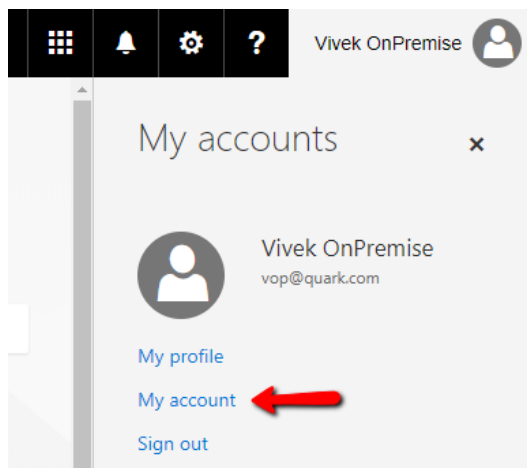 ? Vivek OnPremise
My accounts ×
Vivek OnPremise
vop@quark.com
My profile
My account
Sign out